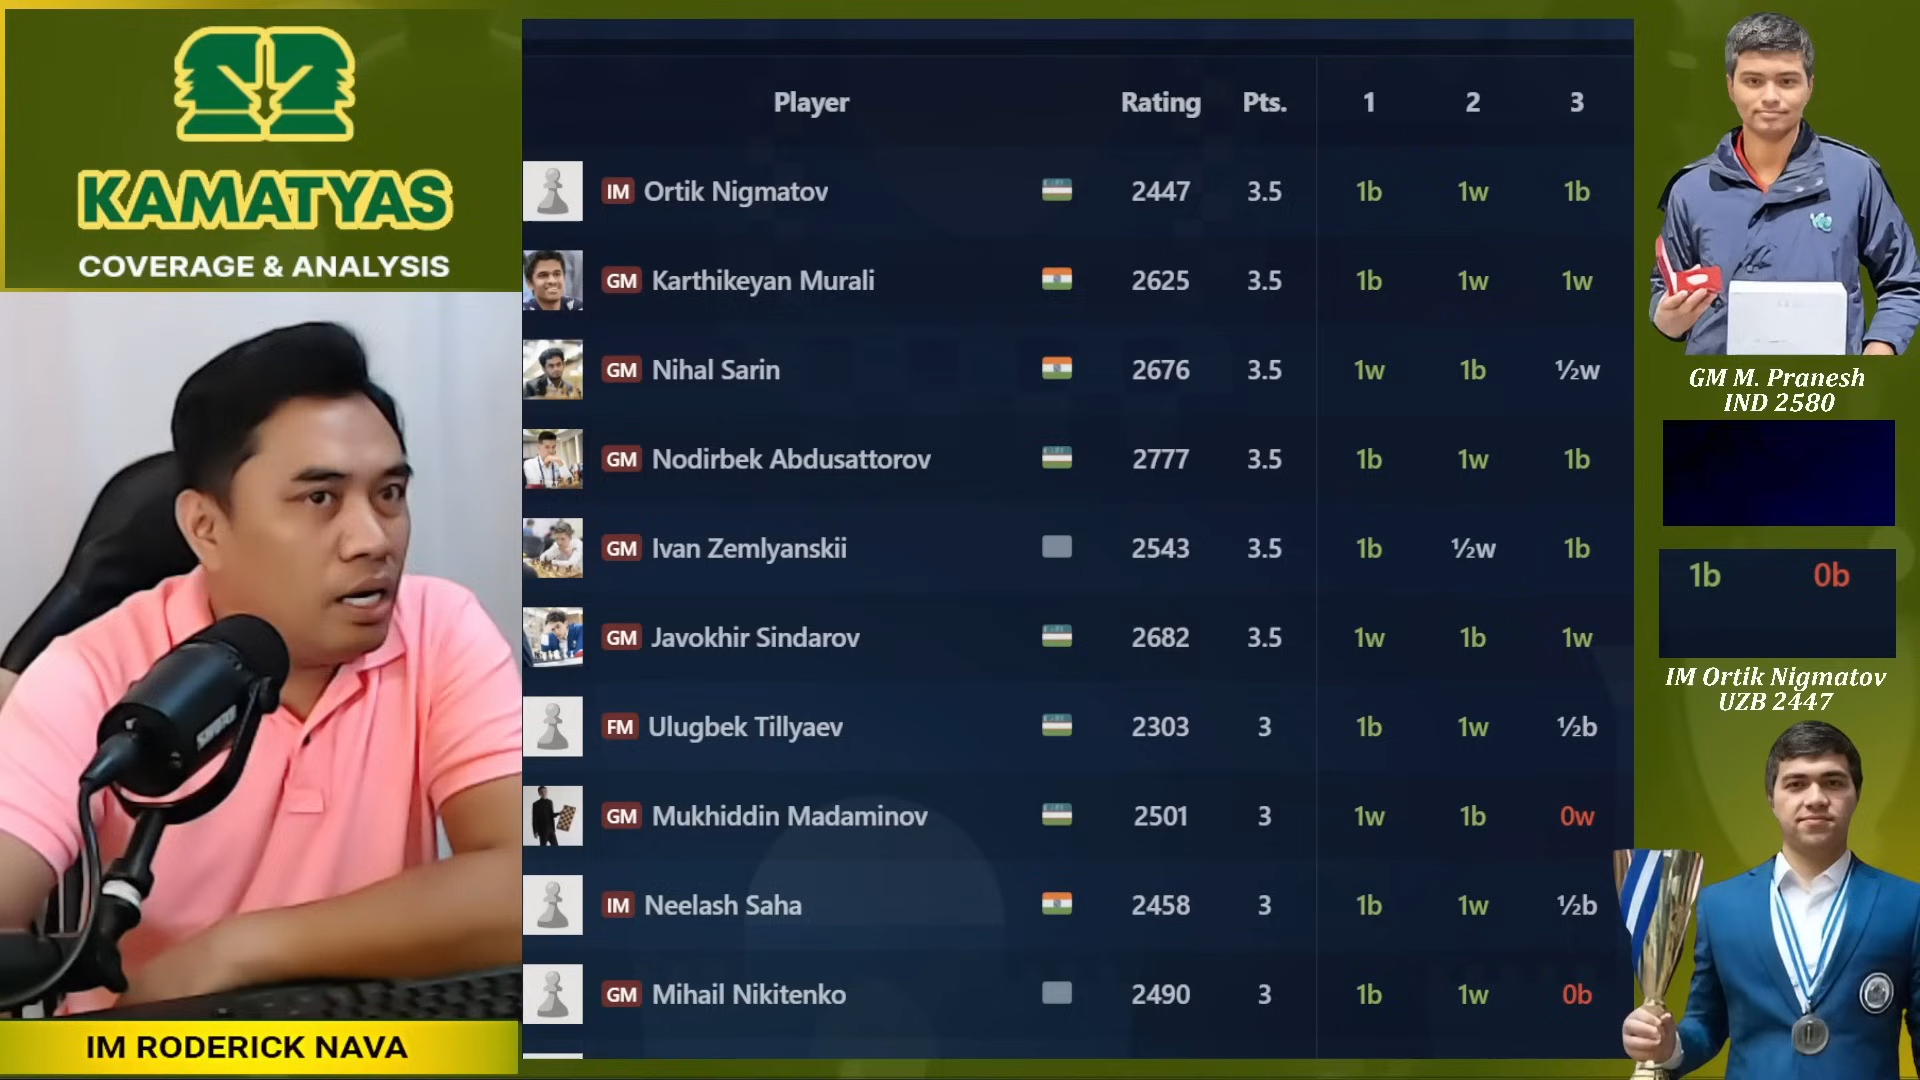 KAMATYAS
COVERAGE & ANALYSIS
IM RODERICK NAVA
Player Rating Pts. 1 2 3
IM Ortik Nigmatov 2447 3.5 1b 1w 1b
GM Karthikeyan Murali 2625 3.5 1b 1w 1w
GM Nihal Sarin 2676 3.5 1w 1b ½w
GM Nodirbek Abdusattorov 2777 3.5 1b 1w 1b
GM Ivan Zemlyanskii 2543 3.5 1b ½w 1b
GM Javokhir Sindarov 2682 3.5 1w 1b 1w
FM Ulugbek Tillyaev 2303 3 1b 1w ½b
GM Mukhiddin Madaminov 2501 3 1w 1b 0w
IM Neelash Saha 2458 3 1b 1w ½b
GM Mihail Nikitenko 2490 3 1b 1w 0b
GM M. Pranesh
IND 2580
1b 0b
IM Ortik Nigmatov
UZB 2447